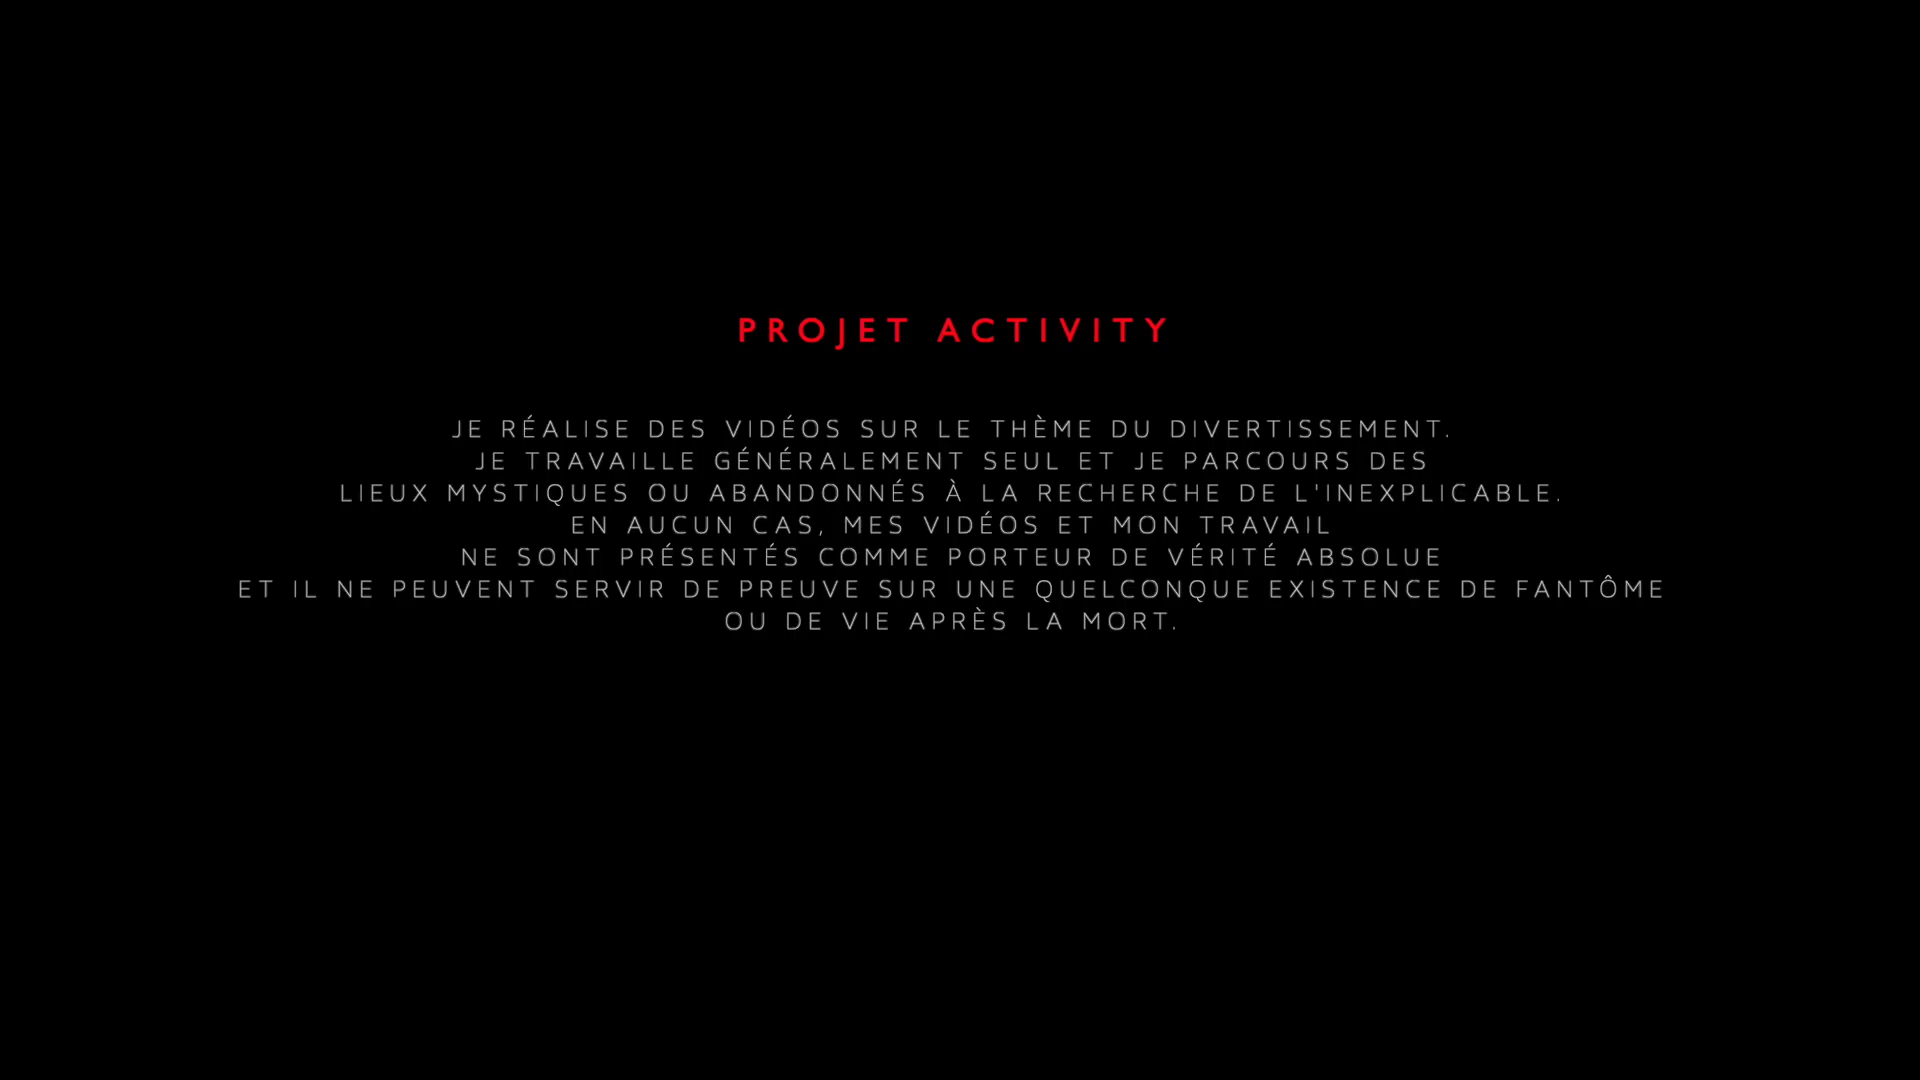 PROJET ACTIVITY
JE RÉALISE DES VIDÉOS SUR LE THÈME DU DIVERTISSEMENT.
JE TRAVAILLE GÉNÉRALEMENT SEUL ET JE PARCOURS DES
LIEUX MYSTIQUES OU ABANDONNÉS À LA RECHERCHE DE L'INEXPLICABLE.
EN AUCUN CAS, MES VIDÉOS ET MON TRAVAIL
NE SONT PRÉSENTÉS COMME PORTEUR DE VÉRITÉ ABSOLUE
ET IL NE PEUVENT SERVIR DE PREUVE SUR UNE QUELCONQUE EXISTENCE DE FANTÔME
OU DE VIE APRÈS LA MORT.